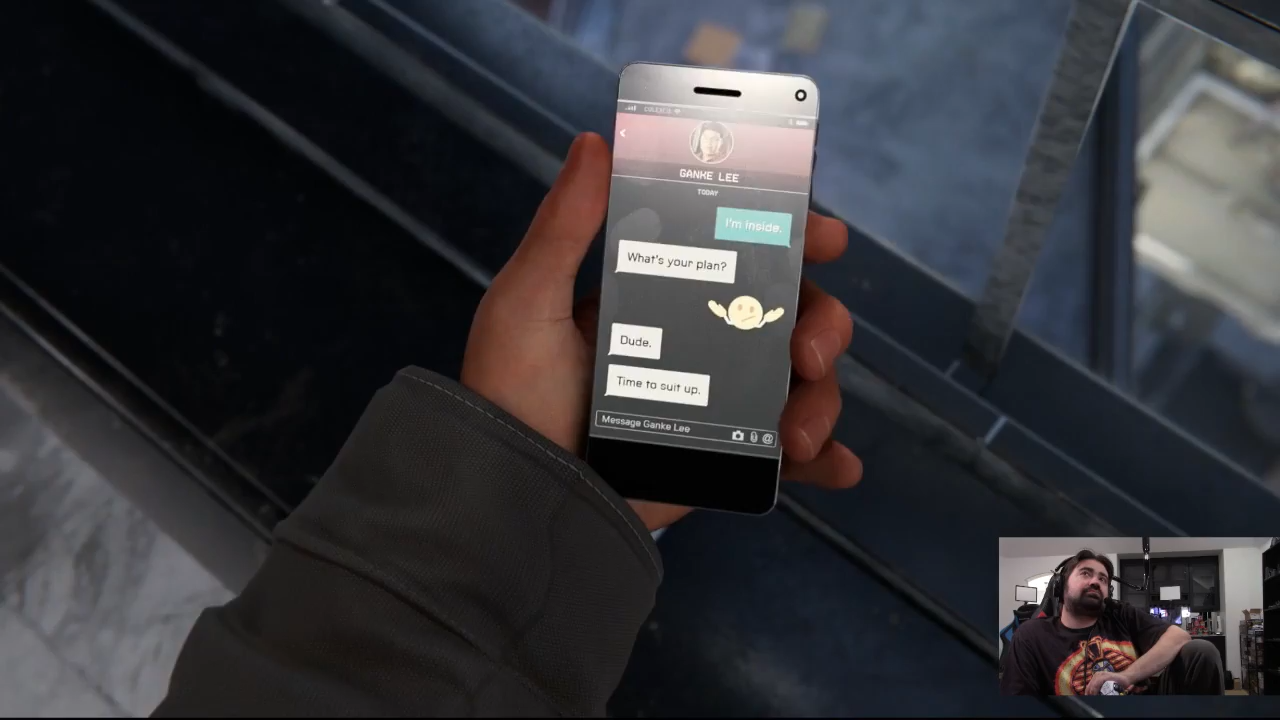 GANKE LEE
TODAY
I'm inside.
What's your plan?
Dude.
Time to suit up.
Message Ganke Lee
@